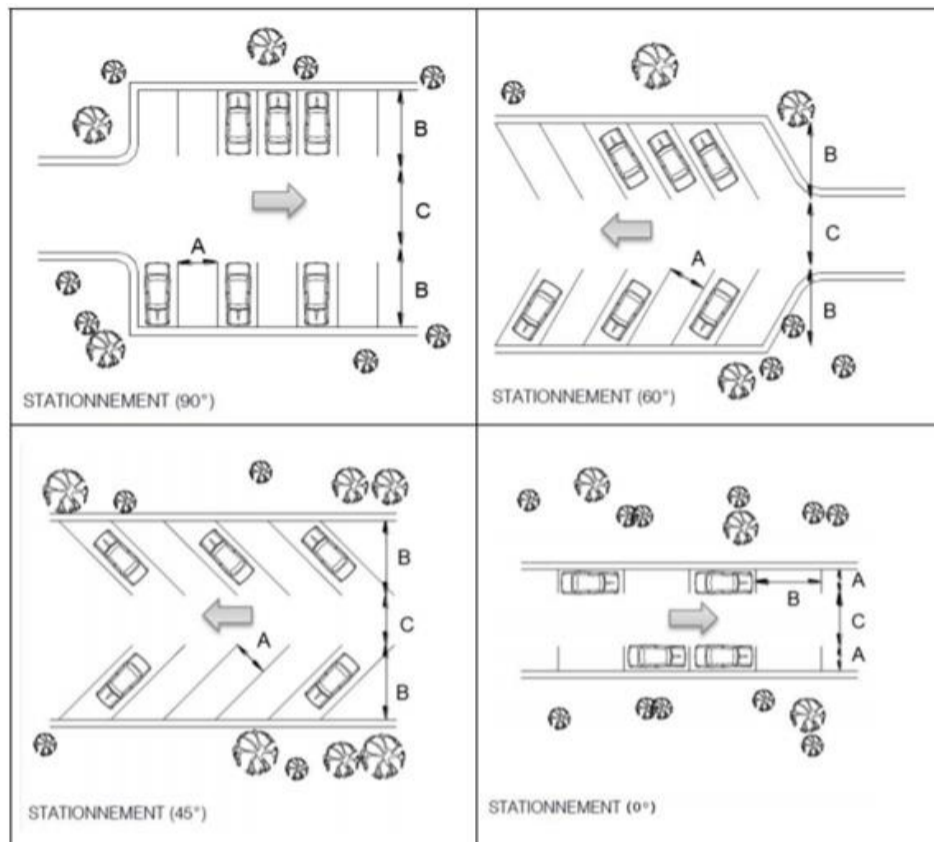 B
C
A
B
STATIONNEMENT (90°)
B
C
A
B
STATIONNEMENT (60°)
B
C
A
B
STATIONNEMENT (45°)
A
B
C
A
STATIONNEMENT (0°)